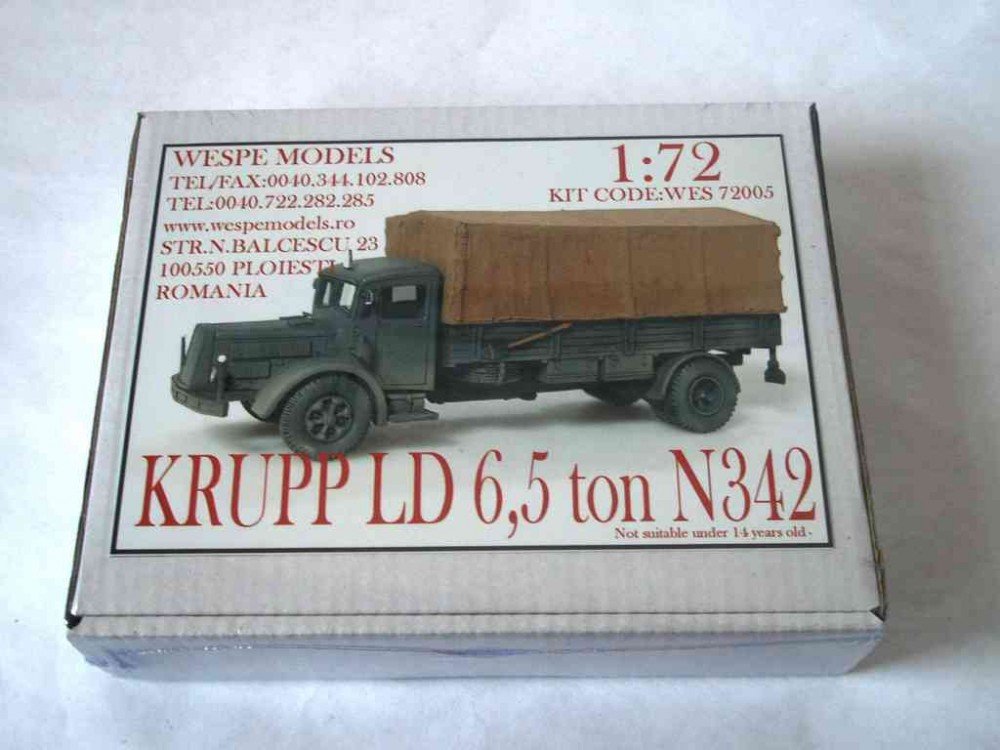 WESPE MODELS
TEL/FAX:0040.344.102.808
TEL:0040.722.282.285
www.wespemodels.ro
STR.N.BALCESCU 23
100550 PLOIESTI
ROMANIA
1:72
KIT CODE:WES 72005
KRUPP LD 6,5 ton N342
Not suitable under 14 years old.